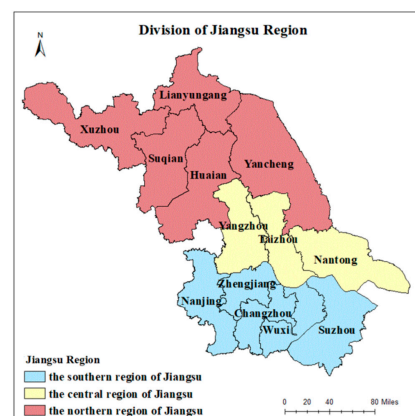 Division of Jiangsu Region
N
Lianyungang
Xuzhou
Suqian
Huaian
Yancheng
Yangzhou
Taizhou
Nantong
Zhengjiang
Nanjing
Changzhou
Wuxi
Suzhou
Jiangsu Region
the southern region of Jiangsu
the central region of Jiangsu
the northern region of Jiangsu
0 20 40 80 Miles